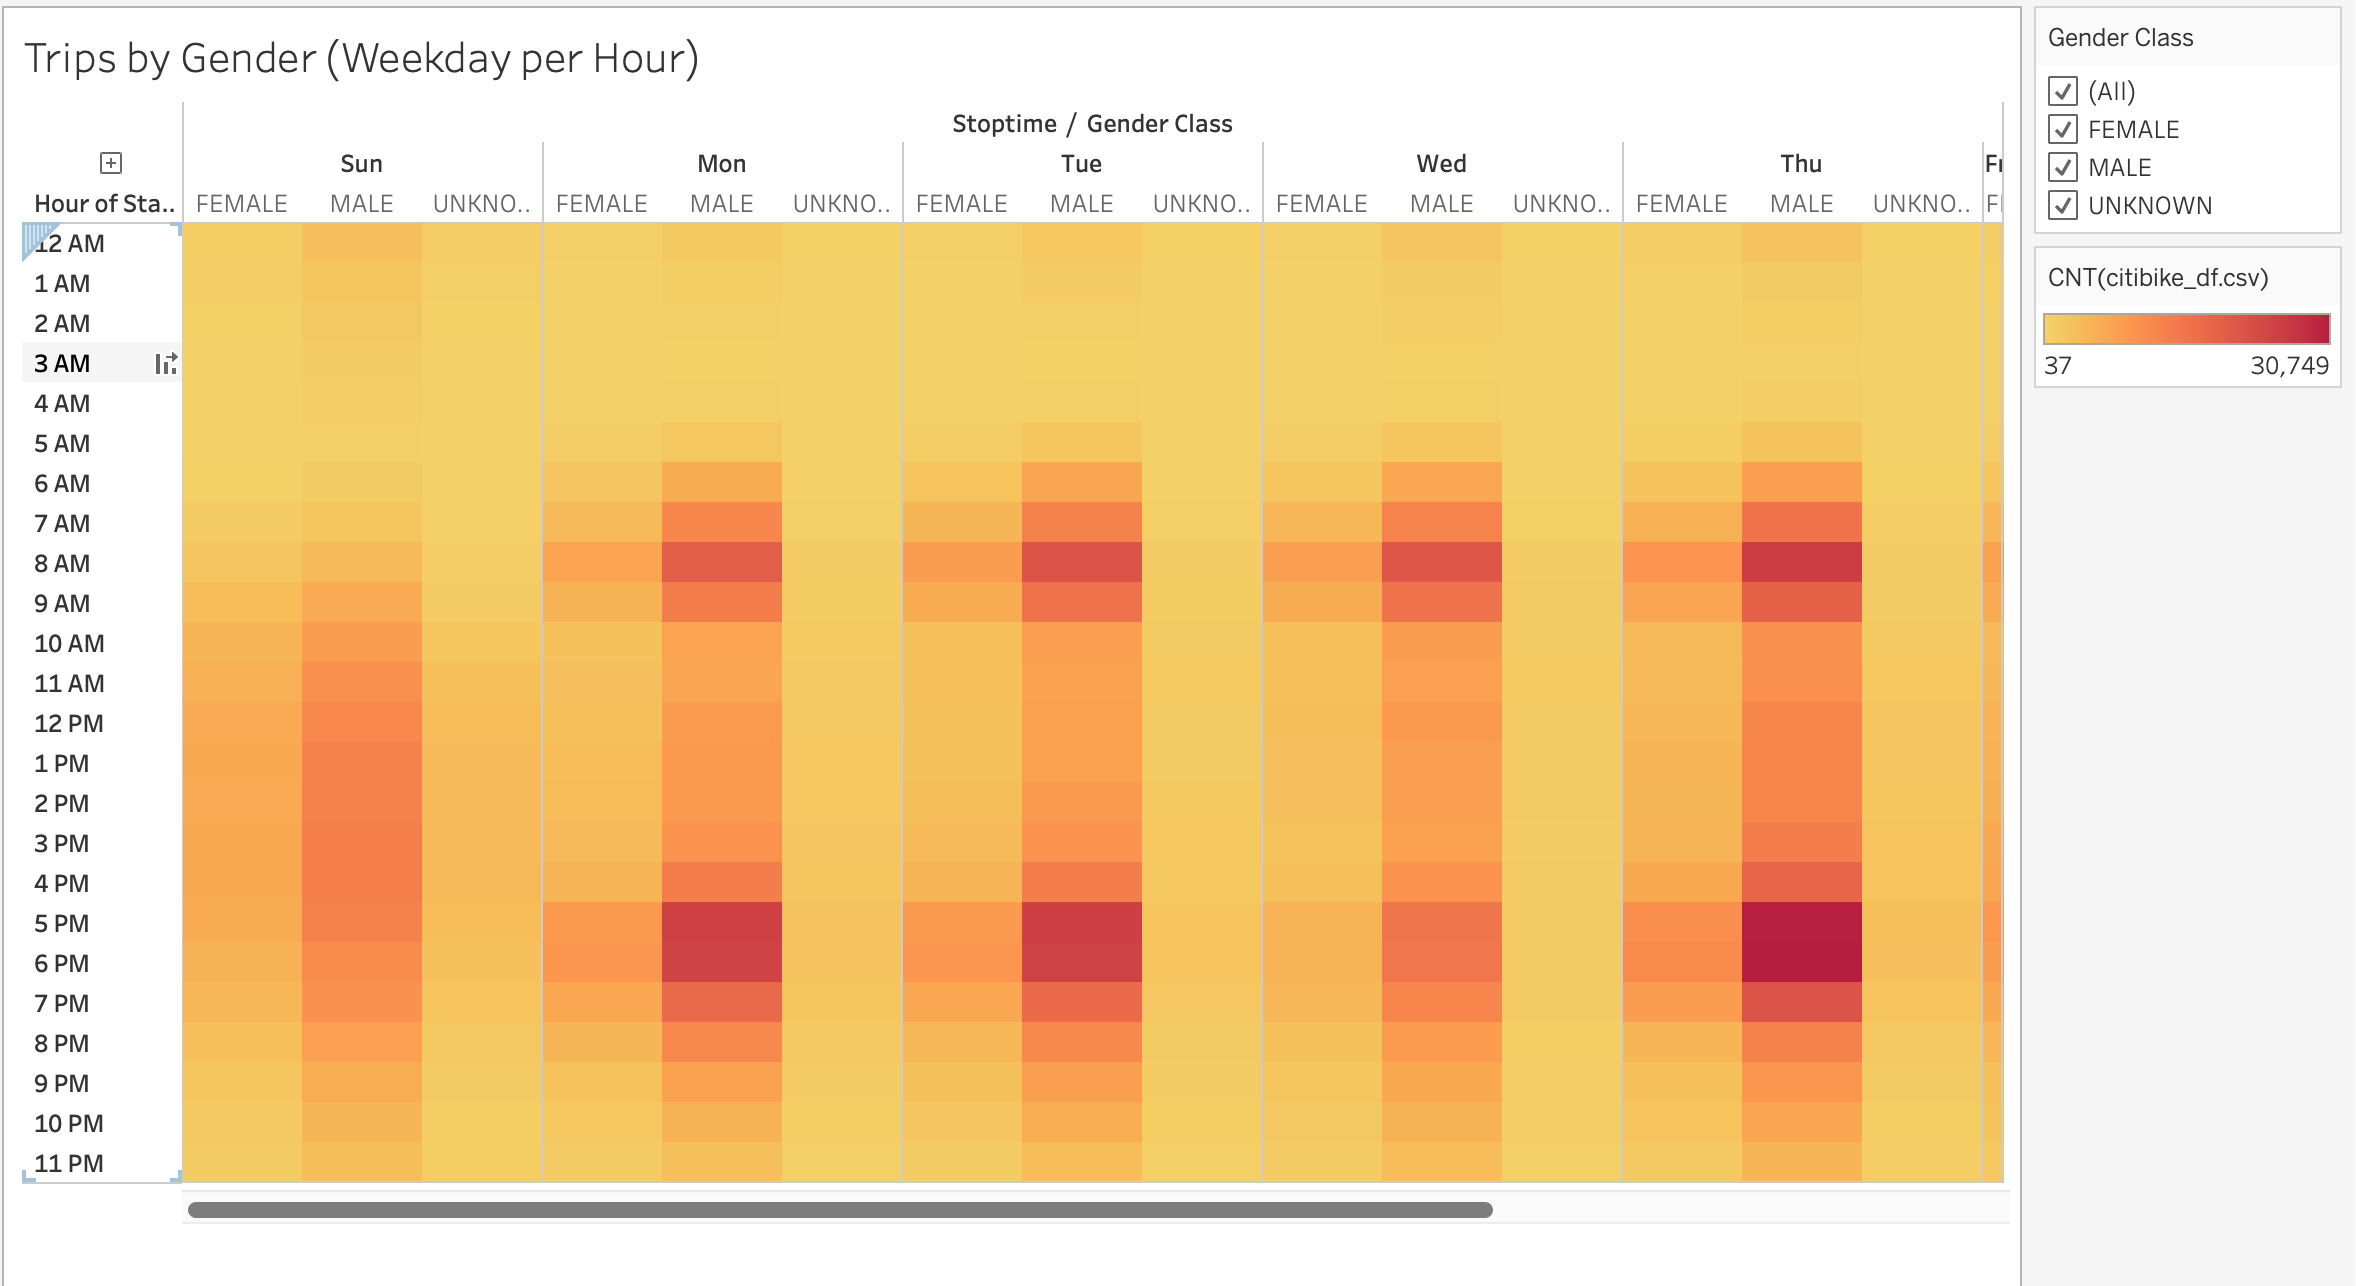 Trips by Gender (Weekday per Hour)
Stoptime / Gender Class
Sun Mon Tue Wed Thu Fr
Hour of Sta.. FEMALE MALE UNKNO.. FEMALE MALE UNKNO.. FEMALE MALE UNKNO.. FEMALE MALE UNKNO.. FEMALE MALE UNKNO..
12 AM
1 AM
2 AM
3 AM
4 AM
5 AM
6 AM
7 AM
8 AM
9 AM
10 AM
11 AM
12 PM
1 PM
2 PM
3 PM
4 PM
5 PM
6 PM
7 PM
8 PM
9 PM
10 PM
11 PM
Gender Class
(All)
FEMALE
MALE
UNKNOWN
CNT(citibike_df.csv)
37 30,749